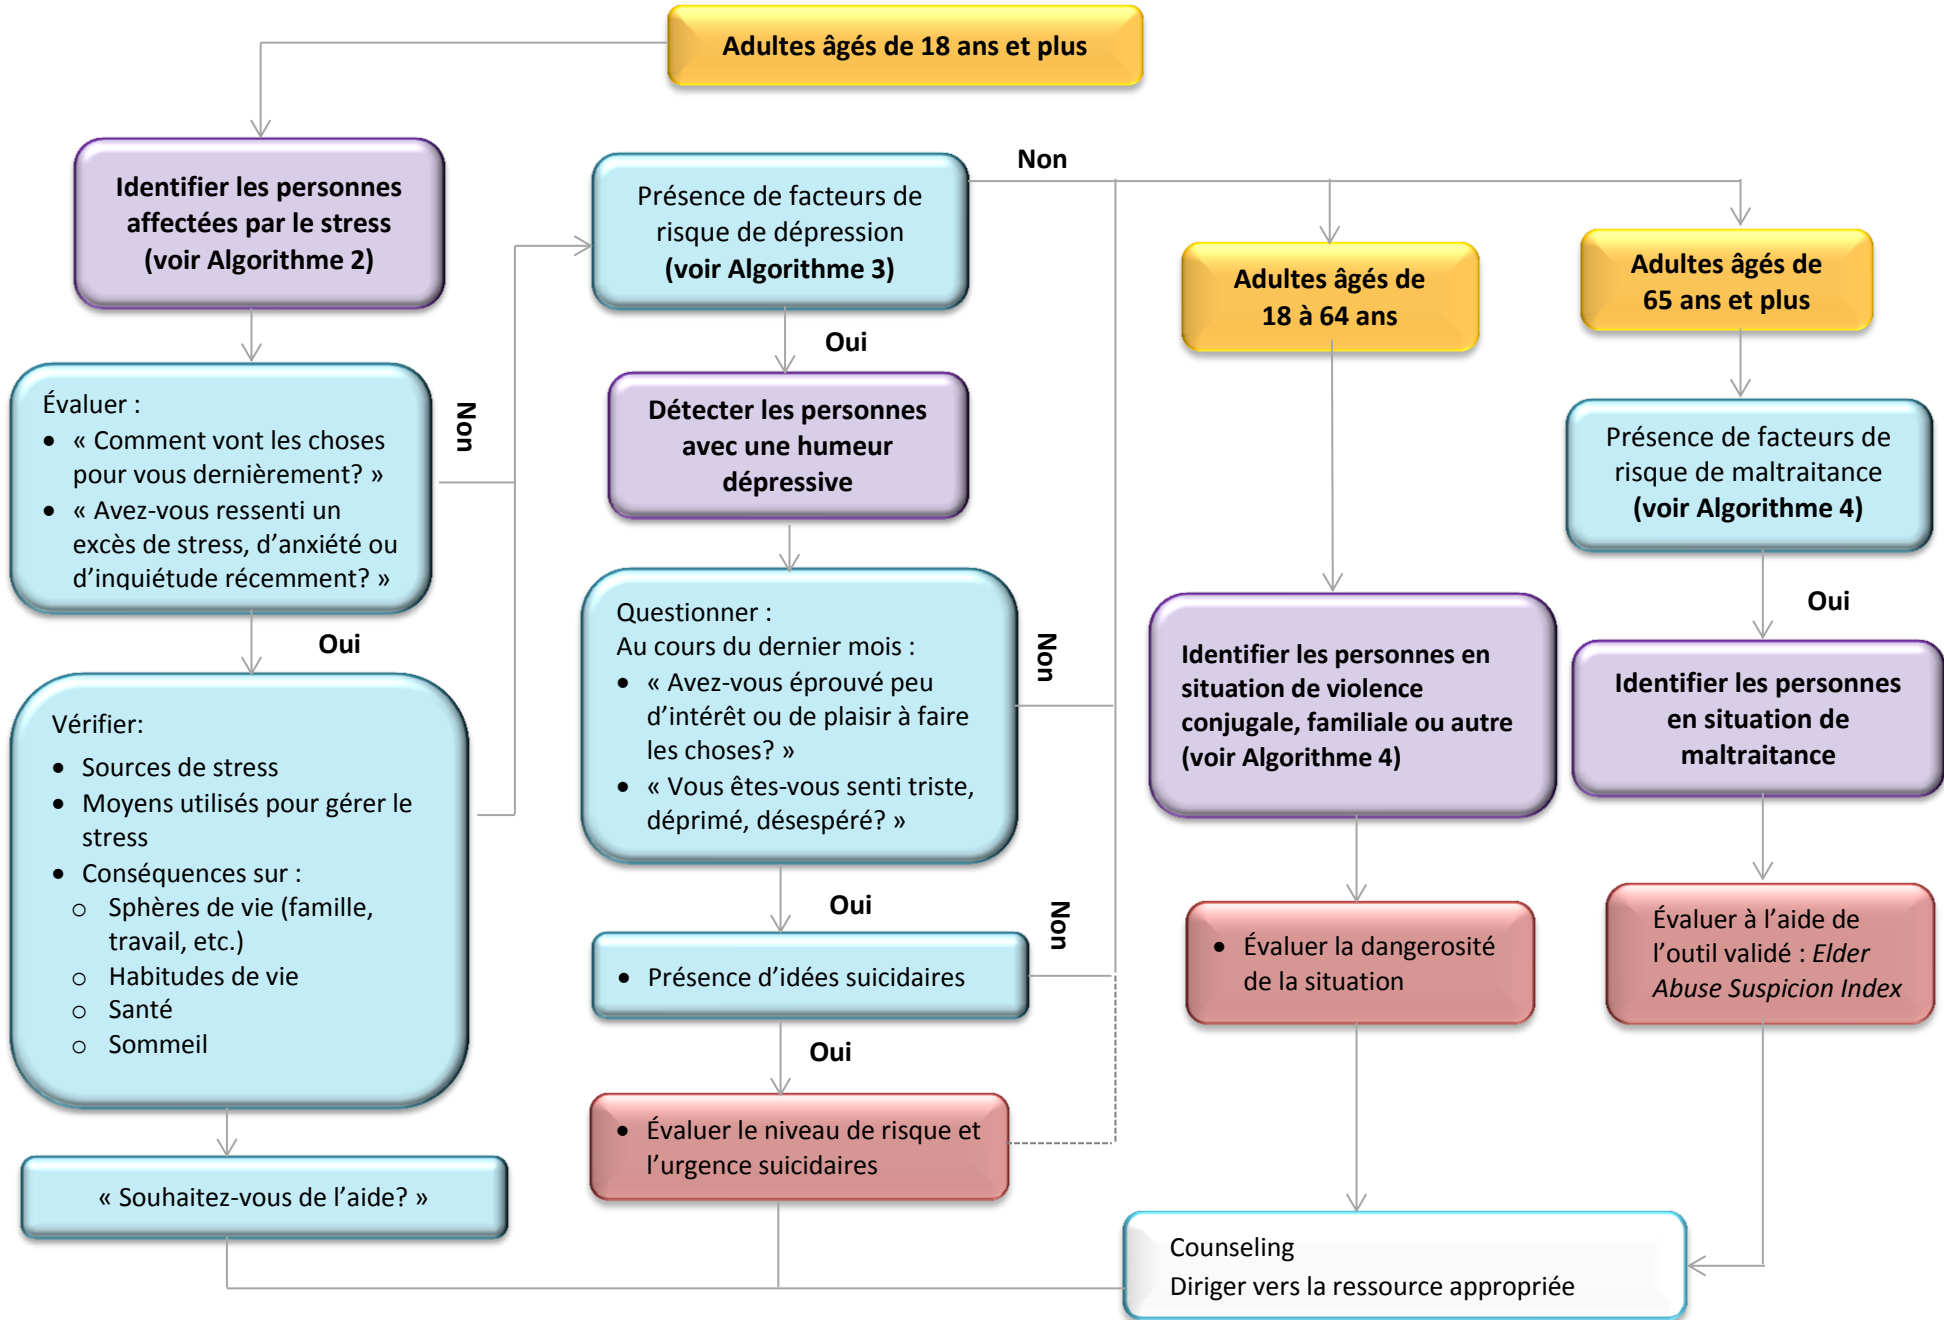 Adultes âgés de 18 ans et plus
Identifier les personnes
affectées par le stress
(voir Algorithme 2)
Évaluer :
• « Comment vont les choses
pour vous dernièrement? »
• « Avez-vous ressenti un
excès de stress, d’anxiété ou
d’inquiétude récemment? »
Non
Oui
Vérifier:
• Sources de stress
• Moyens utilisés pour gérer le
stress
• Conséquences sur :
o Sphères de vie (famille,
travail, etc.)
o Habitudes de vie
o Santé
o Sommeil
« Souhaitez-vous de l’aide? »
Présence de facteurs de
risque de dépression
(voir Algorithme 3)
Non
Oui
Détecter les personnes
avec une humeur
dépressive
Questionner :
Au cours du dernier mois :
• « Avez-vous éprouvé peu
d’intérêt ou de plaisir à faire
les choses? »
• « Vous êtes-vous senti triste,
déprimé, désespéré? »
Non
Oui
• Présence d’idées suicidaires
Non
Oui
• Évaluer le niveau de risque et
l’urgence suicidaires
Adultes âgés de
18 à 64 ans
Identifier les personnes en
situation de violence
conjugale, familiale ou autre
(voir Algorithme 4)
• Évaluer la dangerosité
de la situation
Adultes âgés de
65 ans et plus
Présence de facteurs de
risque de maltraitance
(voir Algorithme 4)
Oui
Identifier les personnes
en situation de
maltraitance
Évaluer à l’aide de
l’outil validé : Elder
Abuse Suspicion Index
Counseling
Diriger vers la ressource appropriée